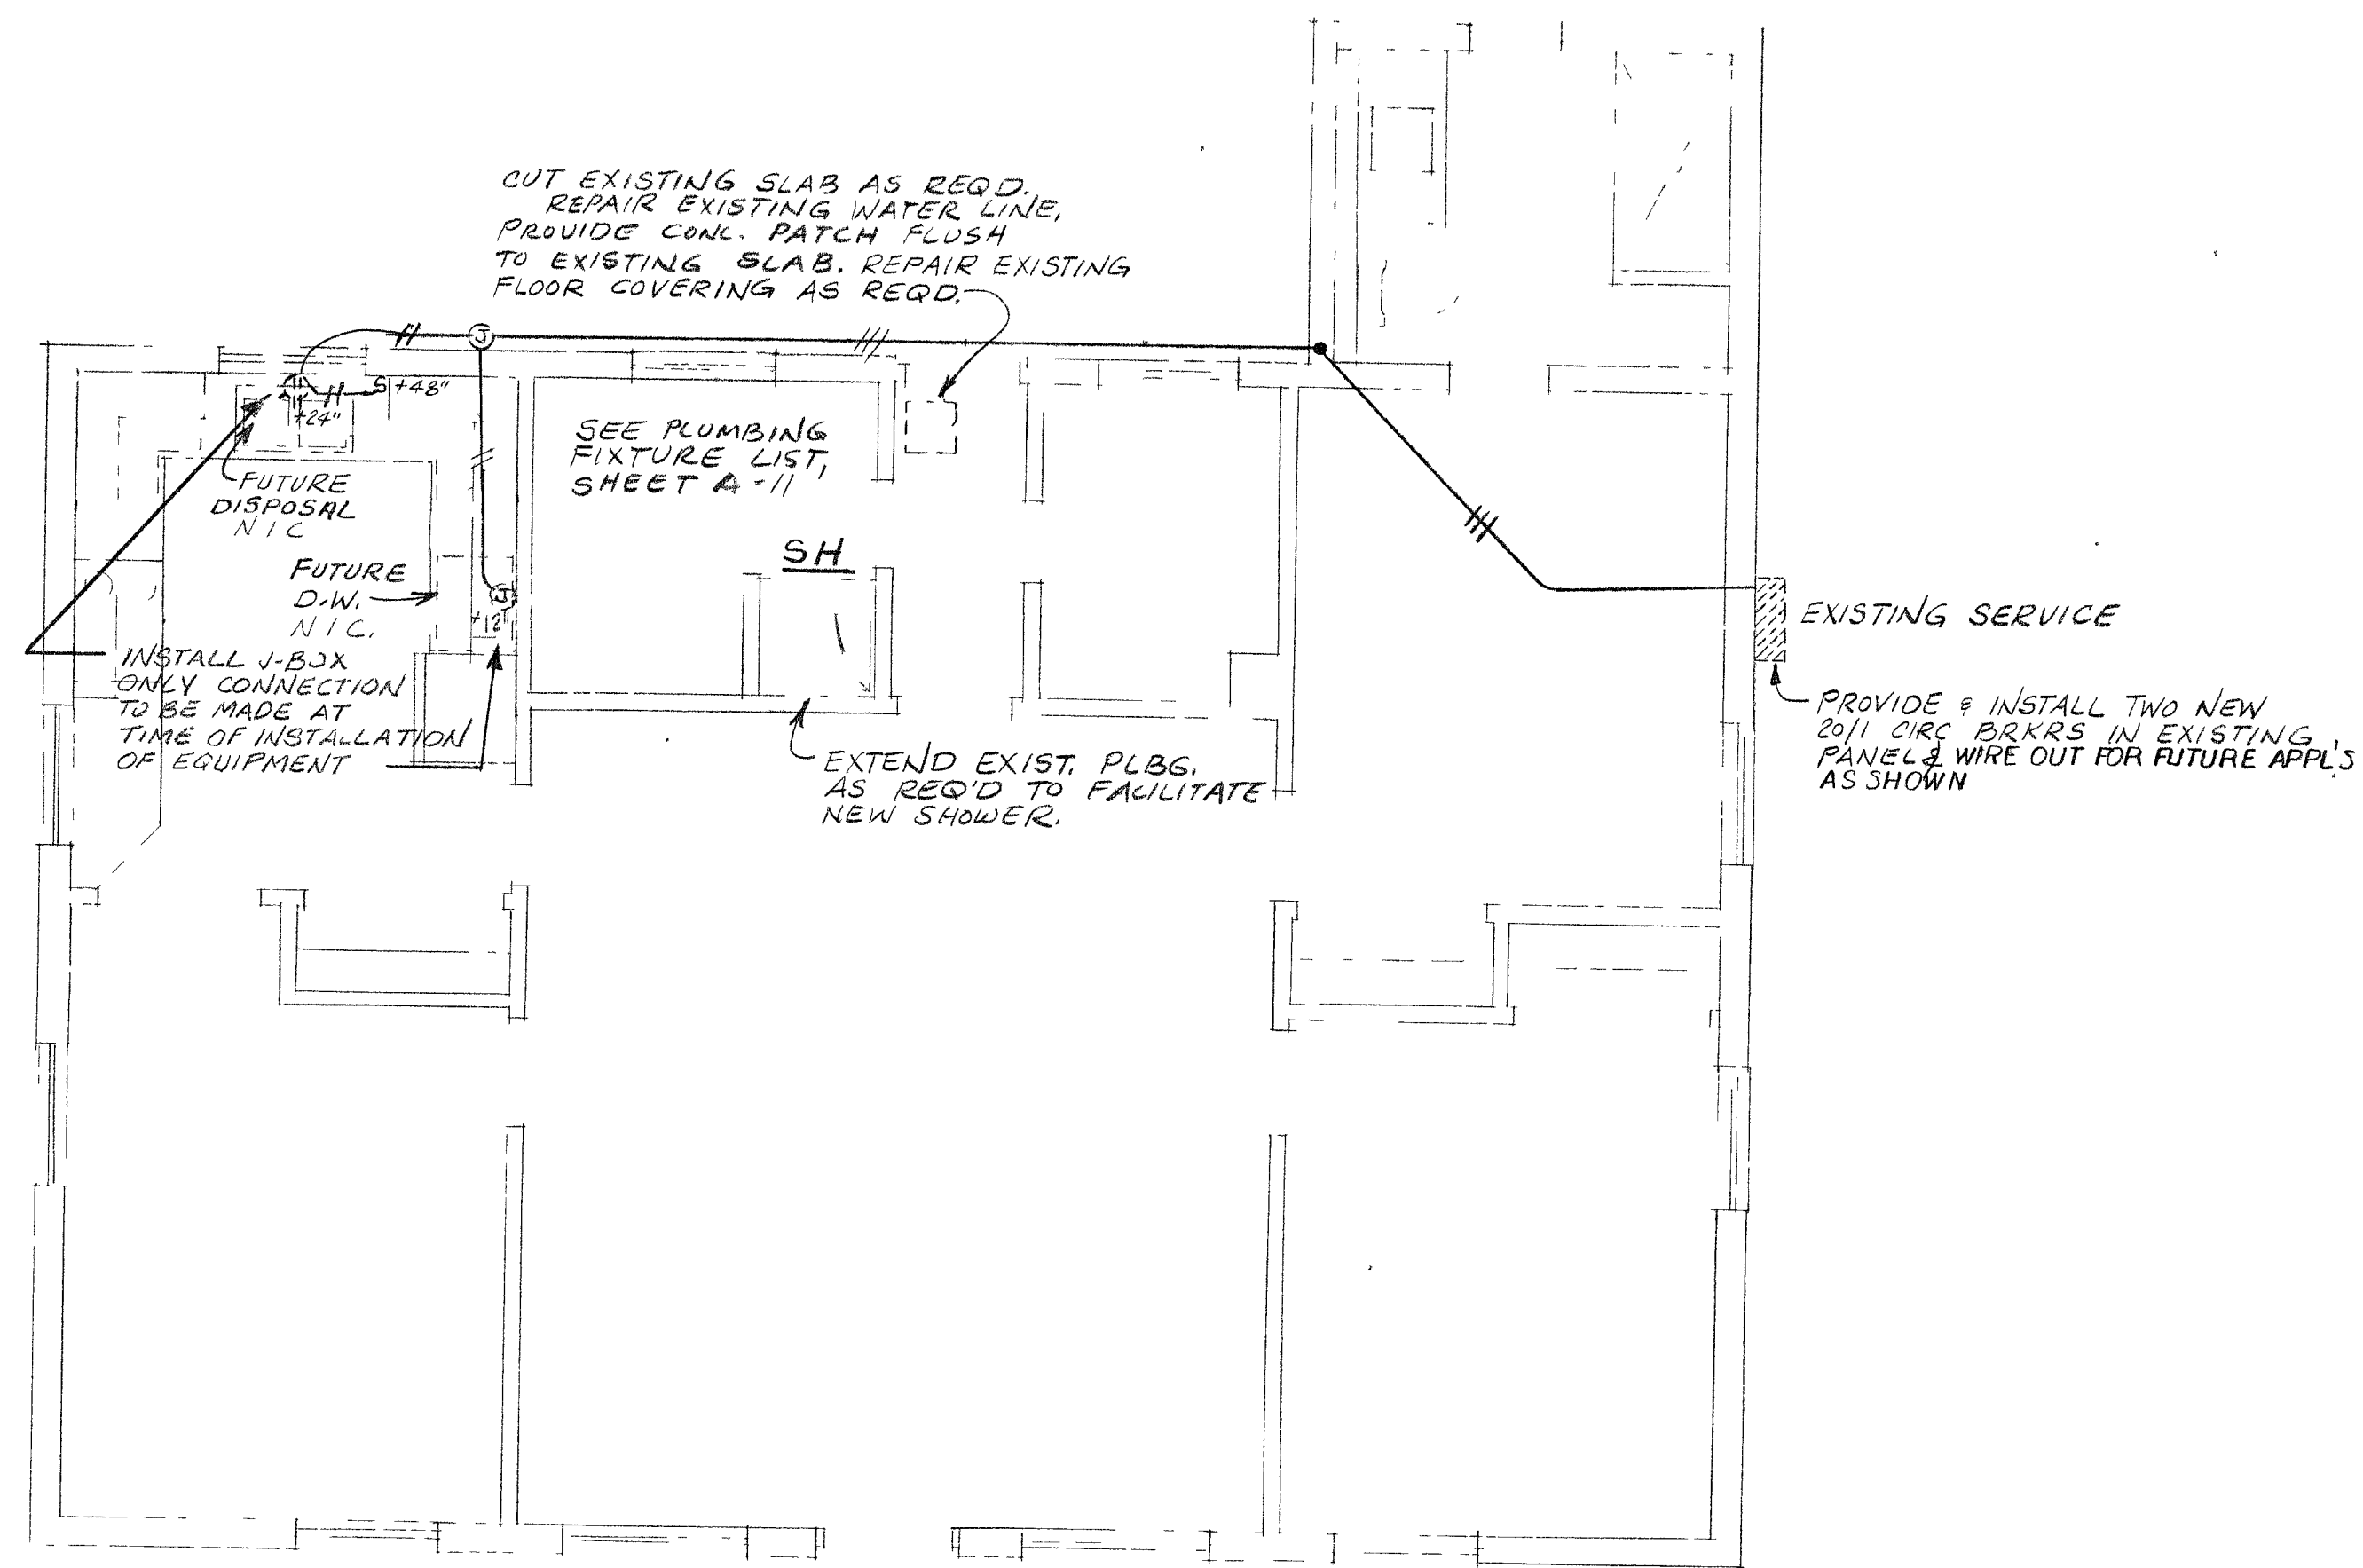 CUT EXISTING SLAB AS REQD.
REPAIR EXISTING WATER LINE,
PROVIDE CONC. PATCH FLUSH
TO EXISTING SLAB. REPAIR EXISTING
FLOOR COVERING AS REQD.
J
S +48"
+24"
SEE PLUMBING
FIXTURE LIST,
SHEET A-11
FUTURE
DISPOSAL
NIC
SH
FUTURE
D.W.
NIC.
J
+12"
EXISTING SERVICE
INSTALL J-BOX
ONLY CONNECTION
TO BE MADE AT
TIME OF INSTALLATION
OF EQUIPMENT
PROVIDE & INSTALL TWO NEW
20/1 CIRC BRKRS IN EXISTING
PANEL & WIRE OUT FOR FUTURE APPL'S
AS SHOWN
EXTEND EXIST. PLBG.
AS REQ'D TO FACILITATE
NEW SHOWER.